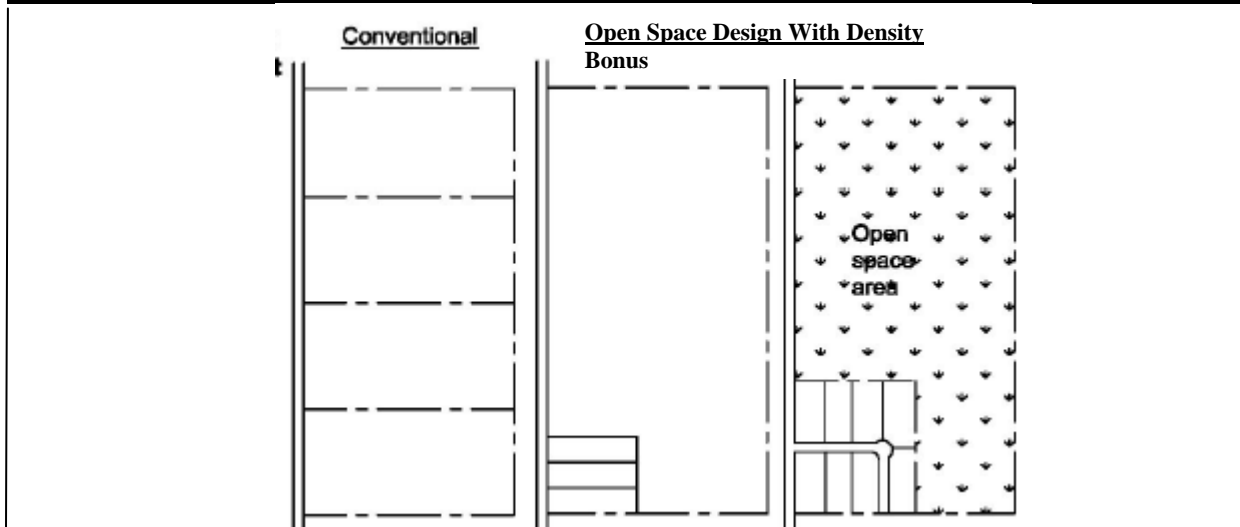 Conventional
Open Space Design With Density
Bonus
Open
space
area